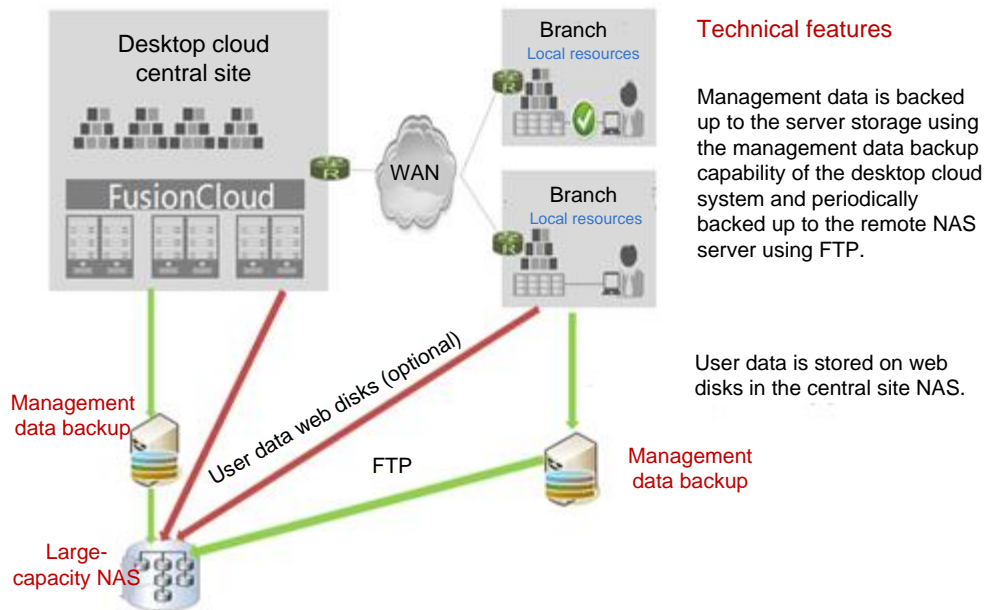 Desktop cloud
central site
FusionCloud
R
WAN
Branch
Local resources
R
Branch
Local resources
R
Technical features
Management data is backed
up to the server storage using
the management data backup
capability of the desktop cloud
system and periodically
backed up to the remote NAS
server using FTP.
User data is stored on web
disks in the central site NAS.
Management
data backup
User data web disks (optional)
FTP
Management
data backup
Large-
capacity NAS